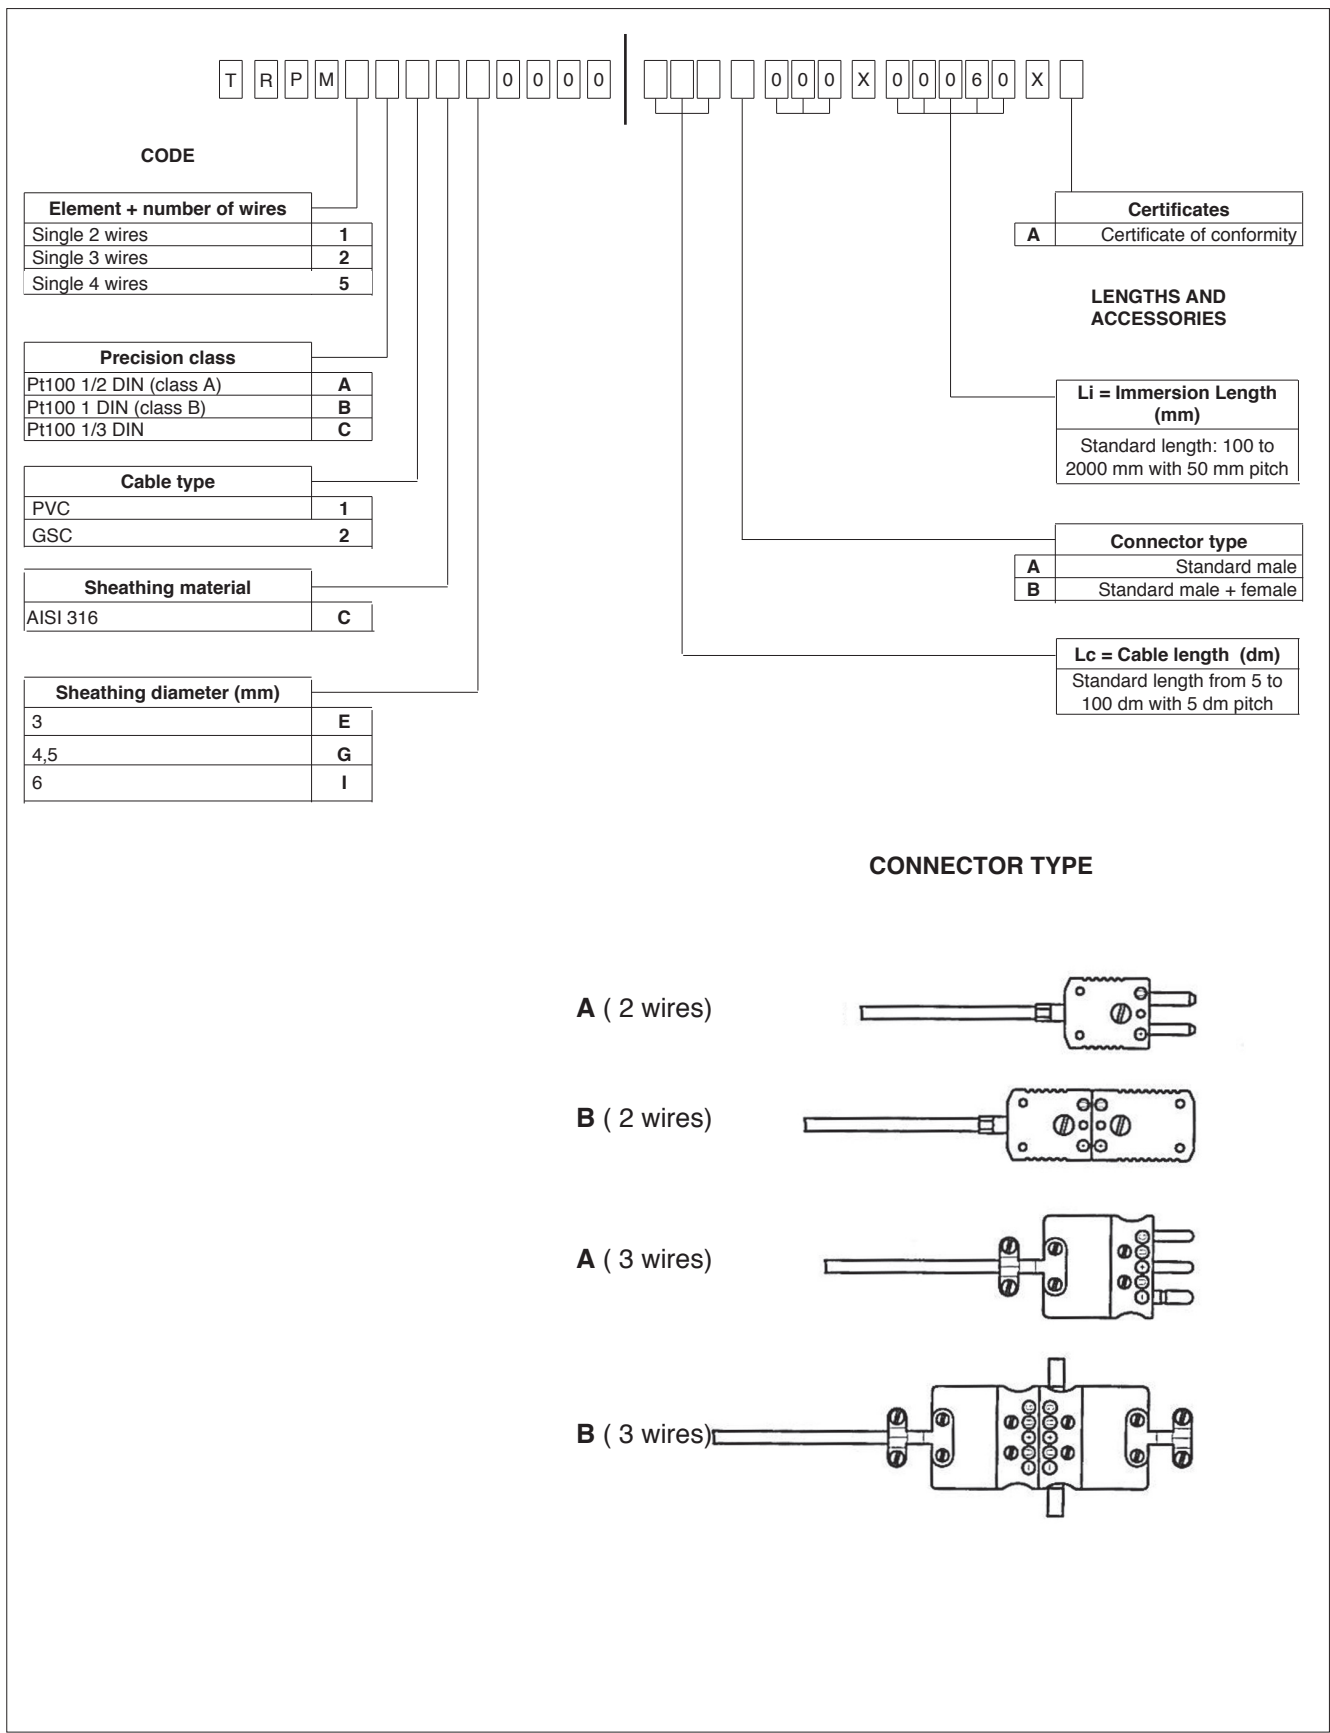 T R P M 0 0 0 0 0 0 0 X 0 0 0 6 0 X
CODE
Element + number of wires
Single 2 wires 1
Single 3 wires 2
Single 4 wires 5
Precision class
Pt100 1/2 DIN (class A) A
Pt100 1 DIN (class B) B
Pt100 1/3 DIN C
Cable type
PVC 1
GSC 2
Sheathing material
AISI 316 C
Sheathing diameter (mm)
3 E
4,5 G
6 I
Certificates
A Certificate of conformity
LENGTHS AND
ACCESSORIES
Li = Immersion Length
(mm)
Standard length: 100 to
2000 mm with 50 mm pitch
Connector type
A Standard male
B Standard male + female
Lc = Cable length (dm)
Standard length from 5 to
100 dm with 5 dm pitch
CONNECTOR TYPE
A ( 2 wires)
B ( 2 wires)
A ( 3 wires)
B ( 3 wires)